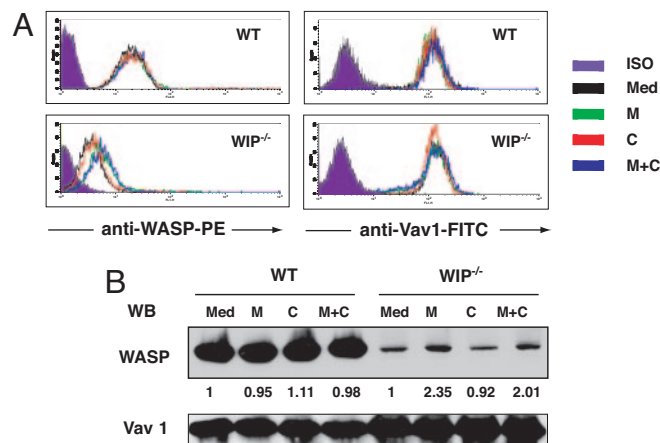 A
WT
WT
WIP-/-
WIP-/-
ISO
Med
M
C
M+C
anti-WASP-PE
anti-Vav1-FITC
B
WT
WIP-/-
WB
Med M C M+C Med M C M+C
WASP
1 0.95 1.11 0.98 1 2.35 0.92 2.01
Vav 1